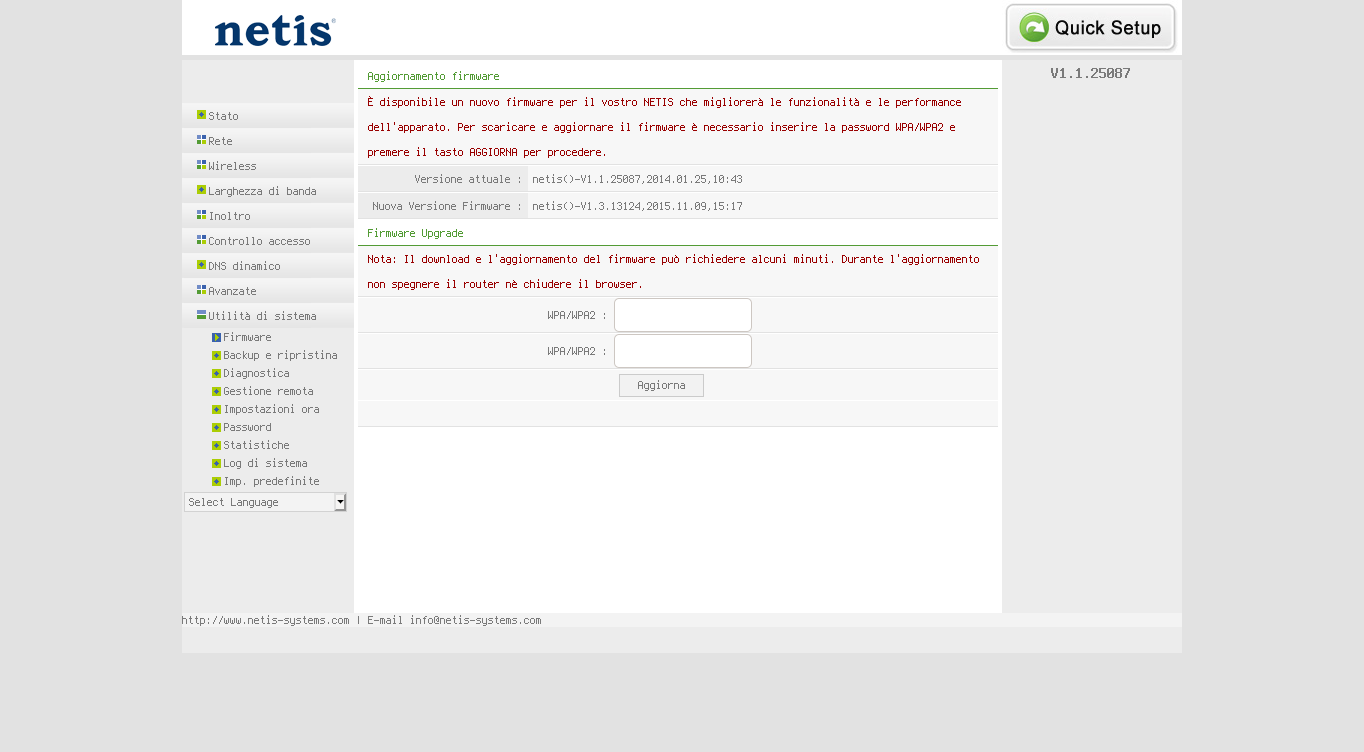 netis®
Quick Setup
V1.1.25087
Stato
Rete
Wireless
Larghezza di banda
Inoltro
Controllo accesso
DNS dinamico
Avanzate
Utilità di sistema
Firmware
Backup e ripristina
Diagnostica
Gestione remota
Impostazioni ora
Password
Statistiche
Log di sistema
Imp. predefinite
Select Language
Aggiornamento firmware
È disponibile un nuovo firmware per il vostro NETIS che migliorerà le funzionalità e le performance
dell'apparato. Per scaricare e aggiornare il firmware è necessario inserire la password WPA/WPA2 e
premere il tasto AGGIORNA per procedere.
Versione attuale : netis()-V1.1.25087,2014.01.25,10:43
Nuova Versione Firmware : netis()-V1.3.13124,2015.11.09,15:17
Firmware Upgrade
Nota: Il download e l'aggiornamento del firmware può richiedere alcuni minuti. Durante l'aggiornamento
non spegnere il router nè chiudere il browser.
WPA/WPA2 :
WPA/WPA2 :
Aggiorna
http://www.netis-systems.com | E-mail info@netis-systems.com